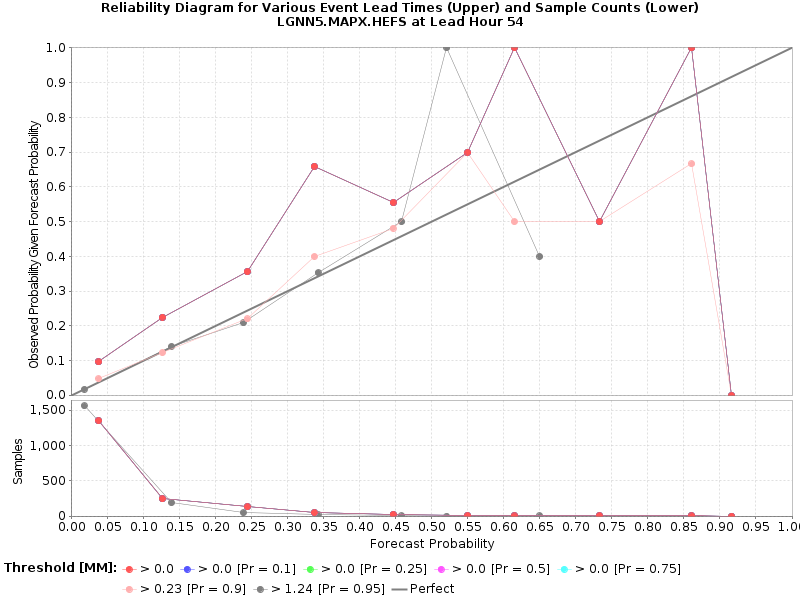 Reliability Diagram for Various Event Lead Times (Upper) and Sample Counts (Lower)
LGNN5.MAPX.HEFS at Lead Hour 54
Observed Probability Given Forecast Probability
1.0
0.9
0.8
0.7
0.6
0.5
0.4
0.3
0.2
0.1
0.0
Samples
1,500
1,000
500
0
0.00 0.05 0.10 0.15 0.20 0.25 0.30 0.35 0.40 0.45 0.50 0.55 0.60 0.65 0.70 0.75 0.80 0.85 0.90 0.95 1.0
Forecast Probability
Threshold [MM]: > 0.0 > 0.0 [Pr = 0.1] > 0.0 [Pr = 0.25] > 0.0 [Pr = 0.5] > 0.0 [Pr = 0.75]
> 0.23 [Pr = 0.9] > 1.24 [Pr = 0.95] Perfect